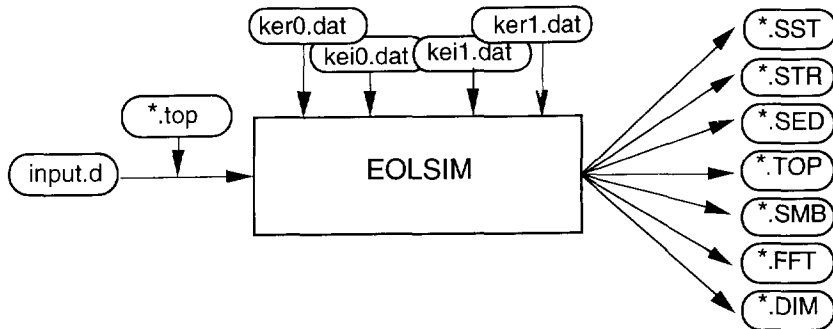 ker0.dat
kei0.dat
kei1.dat
ker1.dat
*.top
input.d
EOLSIM
*.SST
*.STR
*.SED
*.TOP
*.SMB
*.FFT
*.DIM